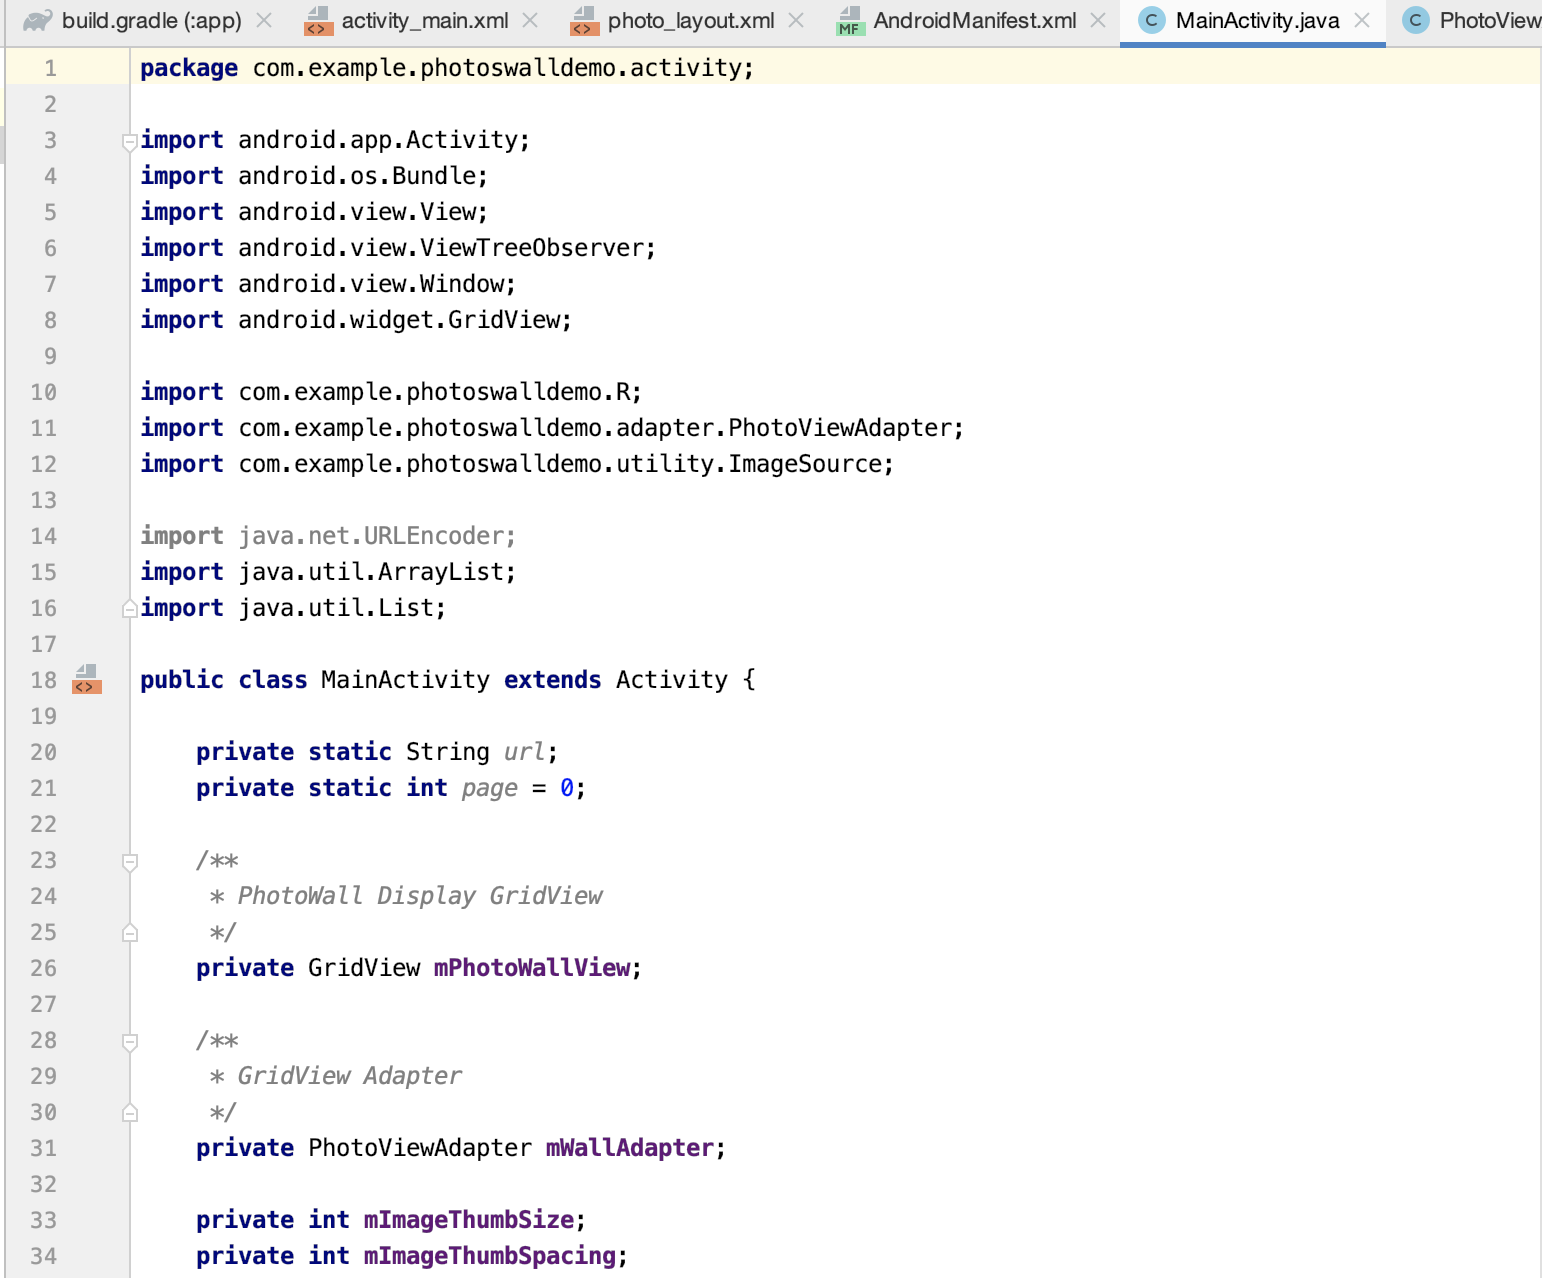 build.gradle (:app) activity_main.xml photo_layout.xml MF AndroidManifest.xml C MainActivity.java C PhotoView
1 package com.example.photoswalldemo.activity;
2
3 import android.app.Activity;
4 import android.os.Bundle;
5 import android.view.View;
6 import android.view.ViewTreeObserver;
7 import android.view.Window;
8 import android.widget.GridView;
9
10 import com.example.photoswalldemo.R;
11 import com.example.photoswalldemo.adapter.PhotoViewAdapter;
12 import com.example.photoswalldemo.utility.ImageSource;
13
14 import java.net.URLEncoder;
15 import java.util.ArrayList;
16 import java.util.List;
17
18 public class MainActivity extends Activity {
19
20 private static String url;
21 private static int page = 0;
22
23 /**
24 * PhotoWall Display GridView
25 */
26 private GridView mPhotoWallView;
27
28 /**
29 * GridView Adapter
30 */
31 private PhotoViewAdapter mWallAdapter;
32
33 private int mImageThumbSize;
34 private int mImageThumbSpacing;